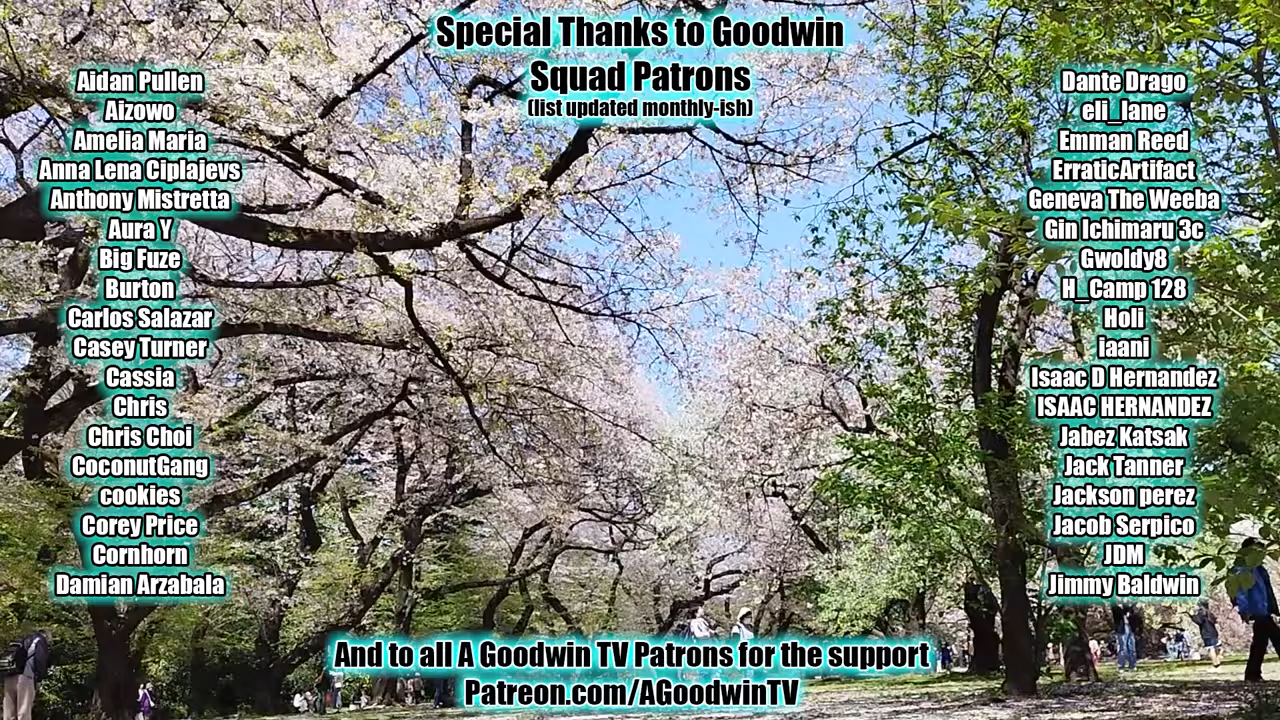 Special Thanks to Goodwin
Squad Patrons
(list updated monthly-ish)
Aidan Pullen
Aizowo
Amelia Maria
Anna Lena Ciplajevs
Anthony Mistretta
Aura Y
Big Fuze
Burton
Carlos Salazar
Casey Turner
Cassia
Chris
Chris Choi
CoconutGang
cookies
Corey Price
Cornhorn
Damian Arzabala
Dante Drago
eli_lane
Emman Reed
ErraticArtifact
Geneva The Weeba
Gin Ichimaru 3c
Gwoldy8
H_Camp 128
Holi
iaani
Isaac D Hernandez
ISAAC HERNANDEZ
Jabez Katsak
Jack Tanner
Jackson perez
Jacob Serpico
JDM
Jimmy Baldwin
And to all A Goodwin TV Patrons for the support
Patreon.com/AGoodwinTV